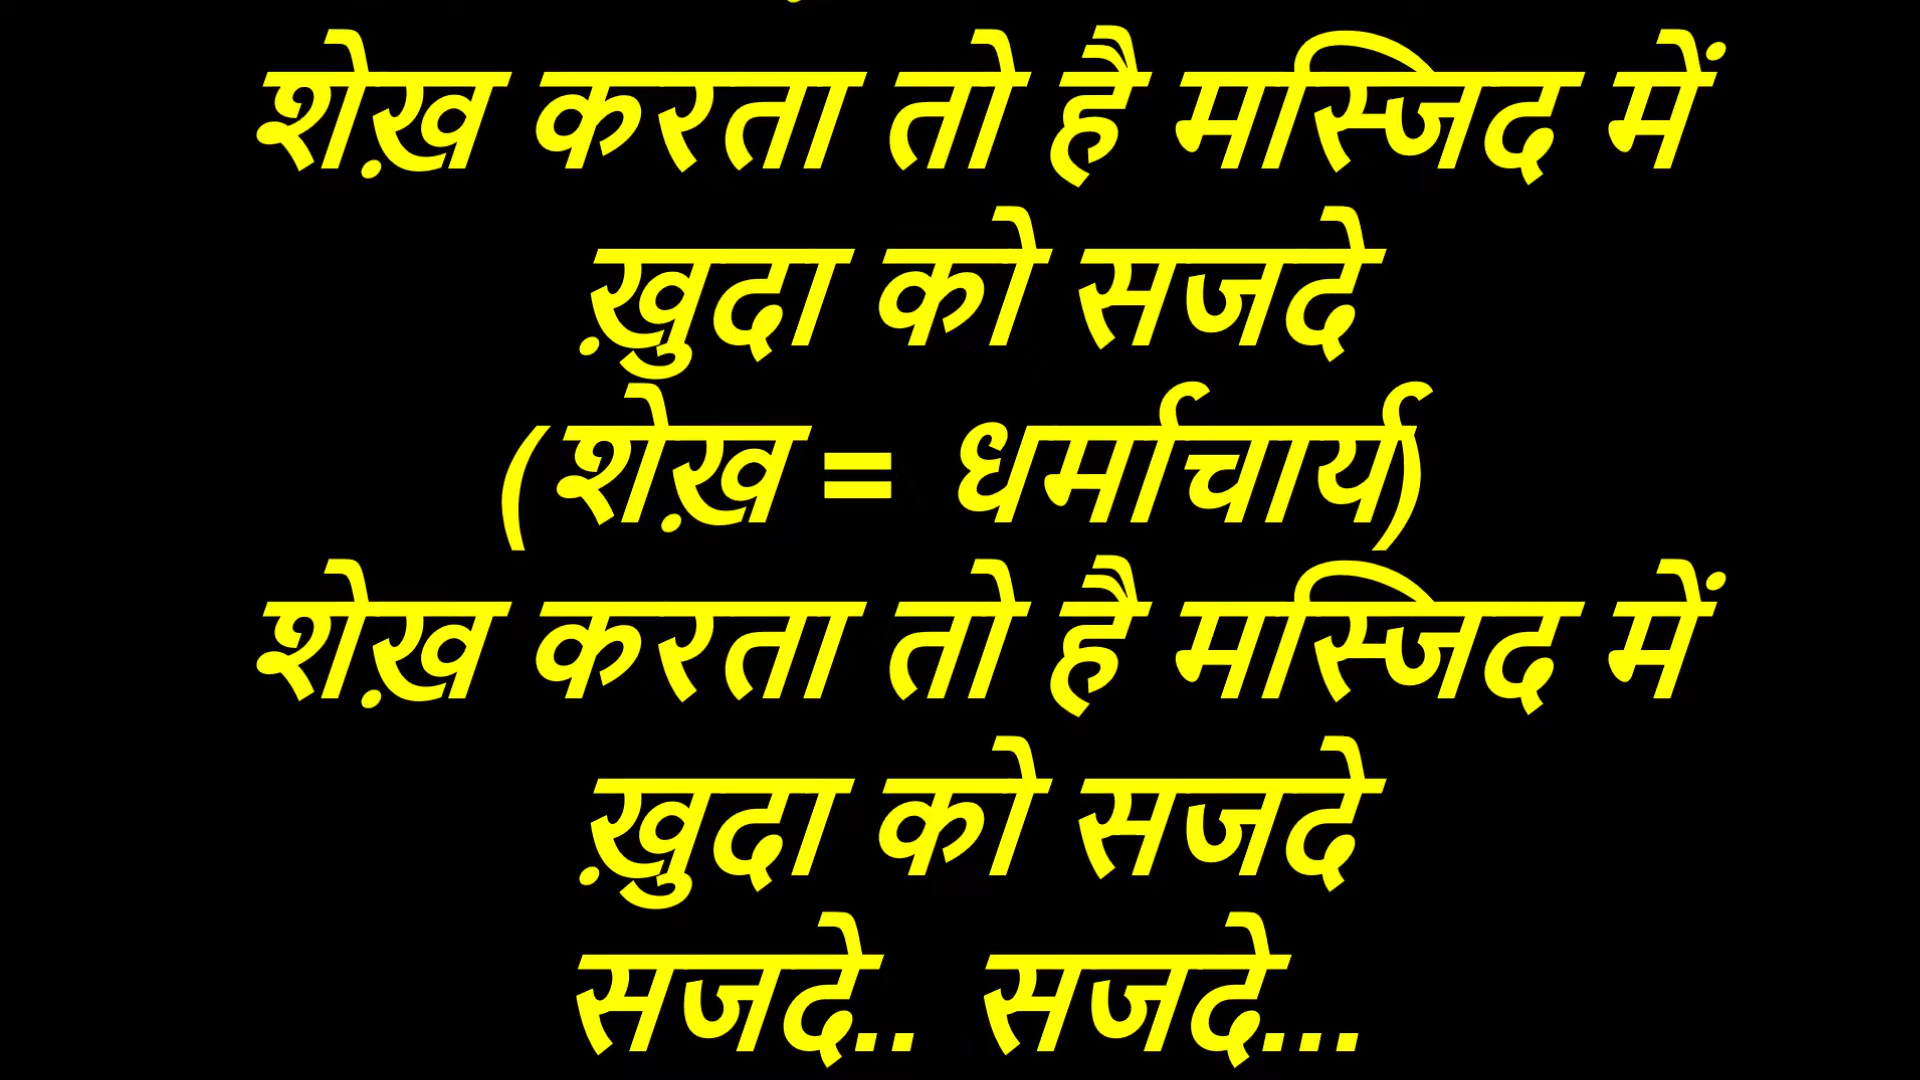 शेख़ करता तो है मस्जिद में
ख़ुदा को सजदे
(शेख़ = धर्माचार्य)
शेख़ करता तो है मस्जिद में
ख़ुदा को सजदे
सजदे.. सजदे...